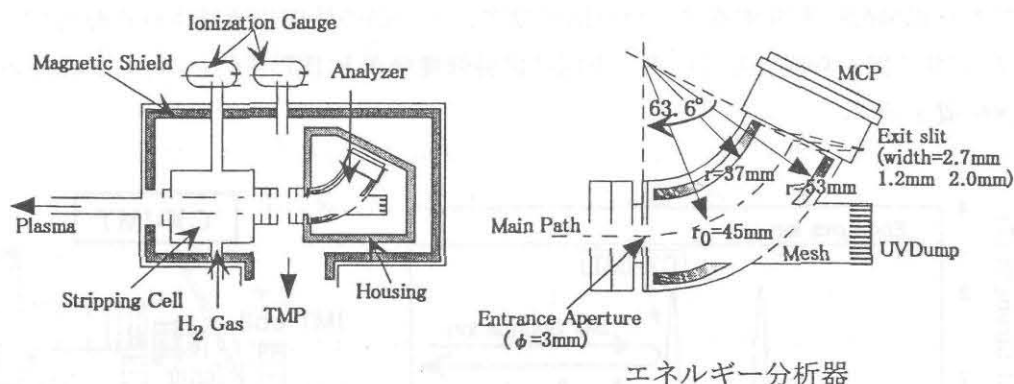 Ionization Gauge
Magnetic Shield
Analyzer
Plasma
Stripping Cell
H2 Gas
TMP
Housing
63.6°
MCP
Exit slit
(width=2.7mm
1.2mm 2.0mm)
r=37mm
r=53mm
Main Path
r0=45mm
Mesh
UVDump
Entrance Aperture
(φ=3mm)
エネルギー分析器